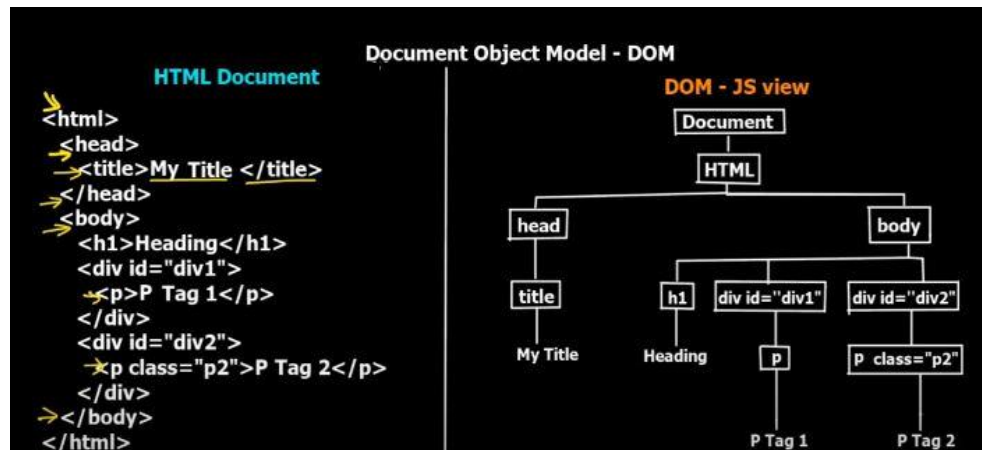 Document Object Model - DOM
HTML Document
<html>
<head>
<title>My Title </title>
</head>
<body>
<h1>Heading</h1>
<div id="div1">
<p>P Tag 1</p>
</div>
<div id="div2">
<p class="p2">P Tag 2</p>
</div>
</body>
</html>
DOM - JS view
Document
HTML
head body
title h1 div id="div1" div id="div2"
My Title Heading p P class="p2"
P Tag 1 P Tag 2